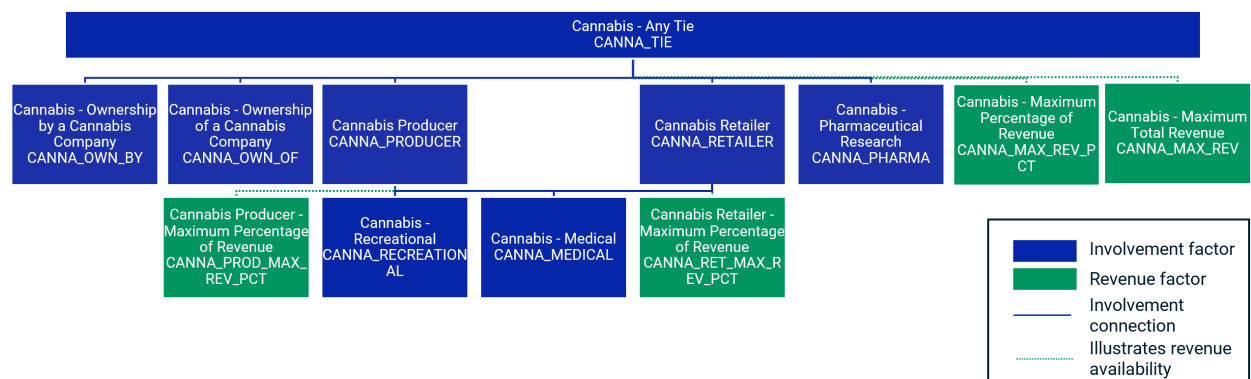 Cannabis - Any Tie
CANNA_TIE
Cannabis - Ownership
by a Cannabis
Company
CANNA_OWN_BY
Cannabis - Ownership
of a Cannabis
Company
CANNA_OWN_OF
Cannabis Producer
CANNA_PRODUCER
Cannabis Retailer
CANNA_RETAILER
Cannabis -
Pharmaceutical
Research
CANNA_PHARMA
Cannabis - Maximum
Percentage of
Revenue
CANNA_MAX_REV_P
CT
Cannabis - Maximum
Total Revenue
CANNA_MAX_REV
Cannabis Producer -
Maximum Percentage
of Revenue
CANNA_PROD_MAX_
REV_PCT
Cannabis -
Recreational
CANNA_RECREATION
AL
Cannabis - Medical
CANNA_MEDICAL
Cannabis Retailer -
Maximum Percentage
of Revenue
CANNA_RET_MAX_R
EV_PCT
Involvement factor
Revenue factor
Involvement
connection
Illustrates revenue
availability